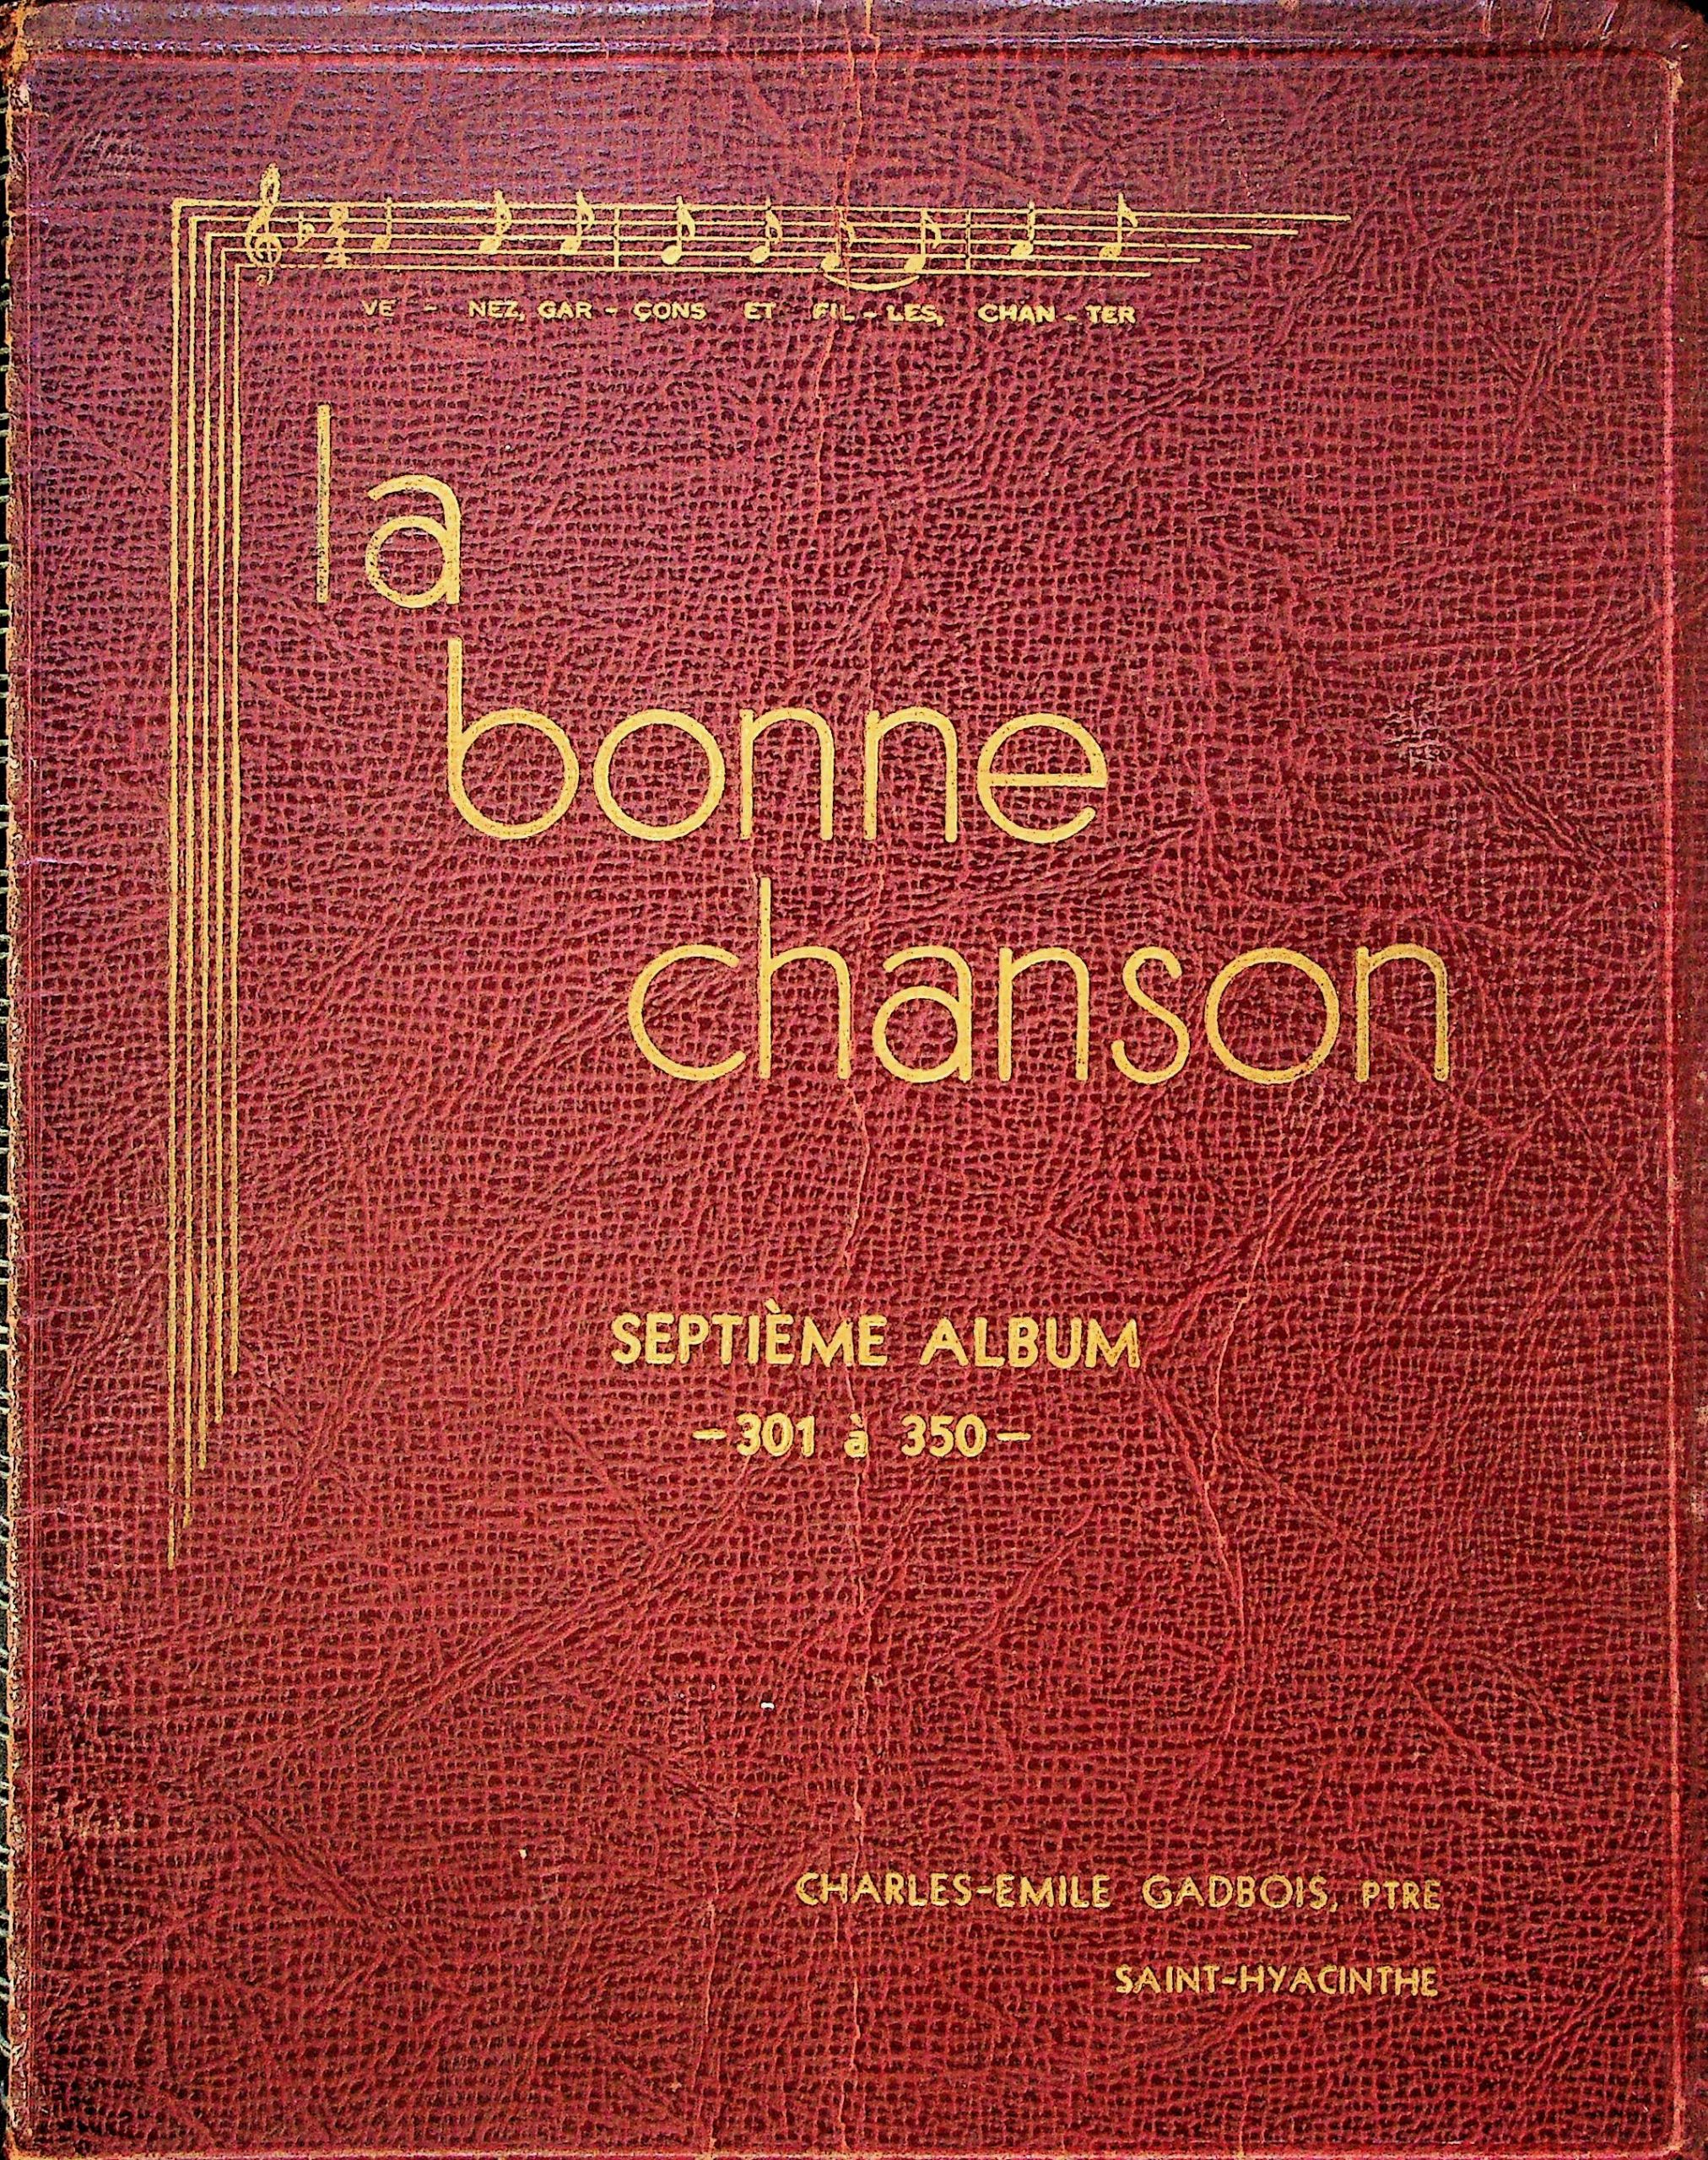 VE - NEZ, GAR - ÇONS ET FIL - LES, CHAN - TER
la
bonne
chanson
SEPTIÈME ALBUM
-301 à 350-
CHARLES-EMILE GADBOIS, PTRE
SAINT-HYACINTHE